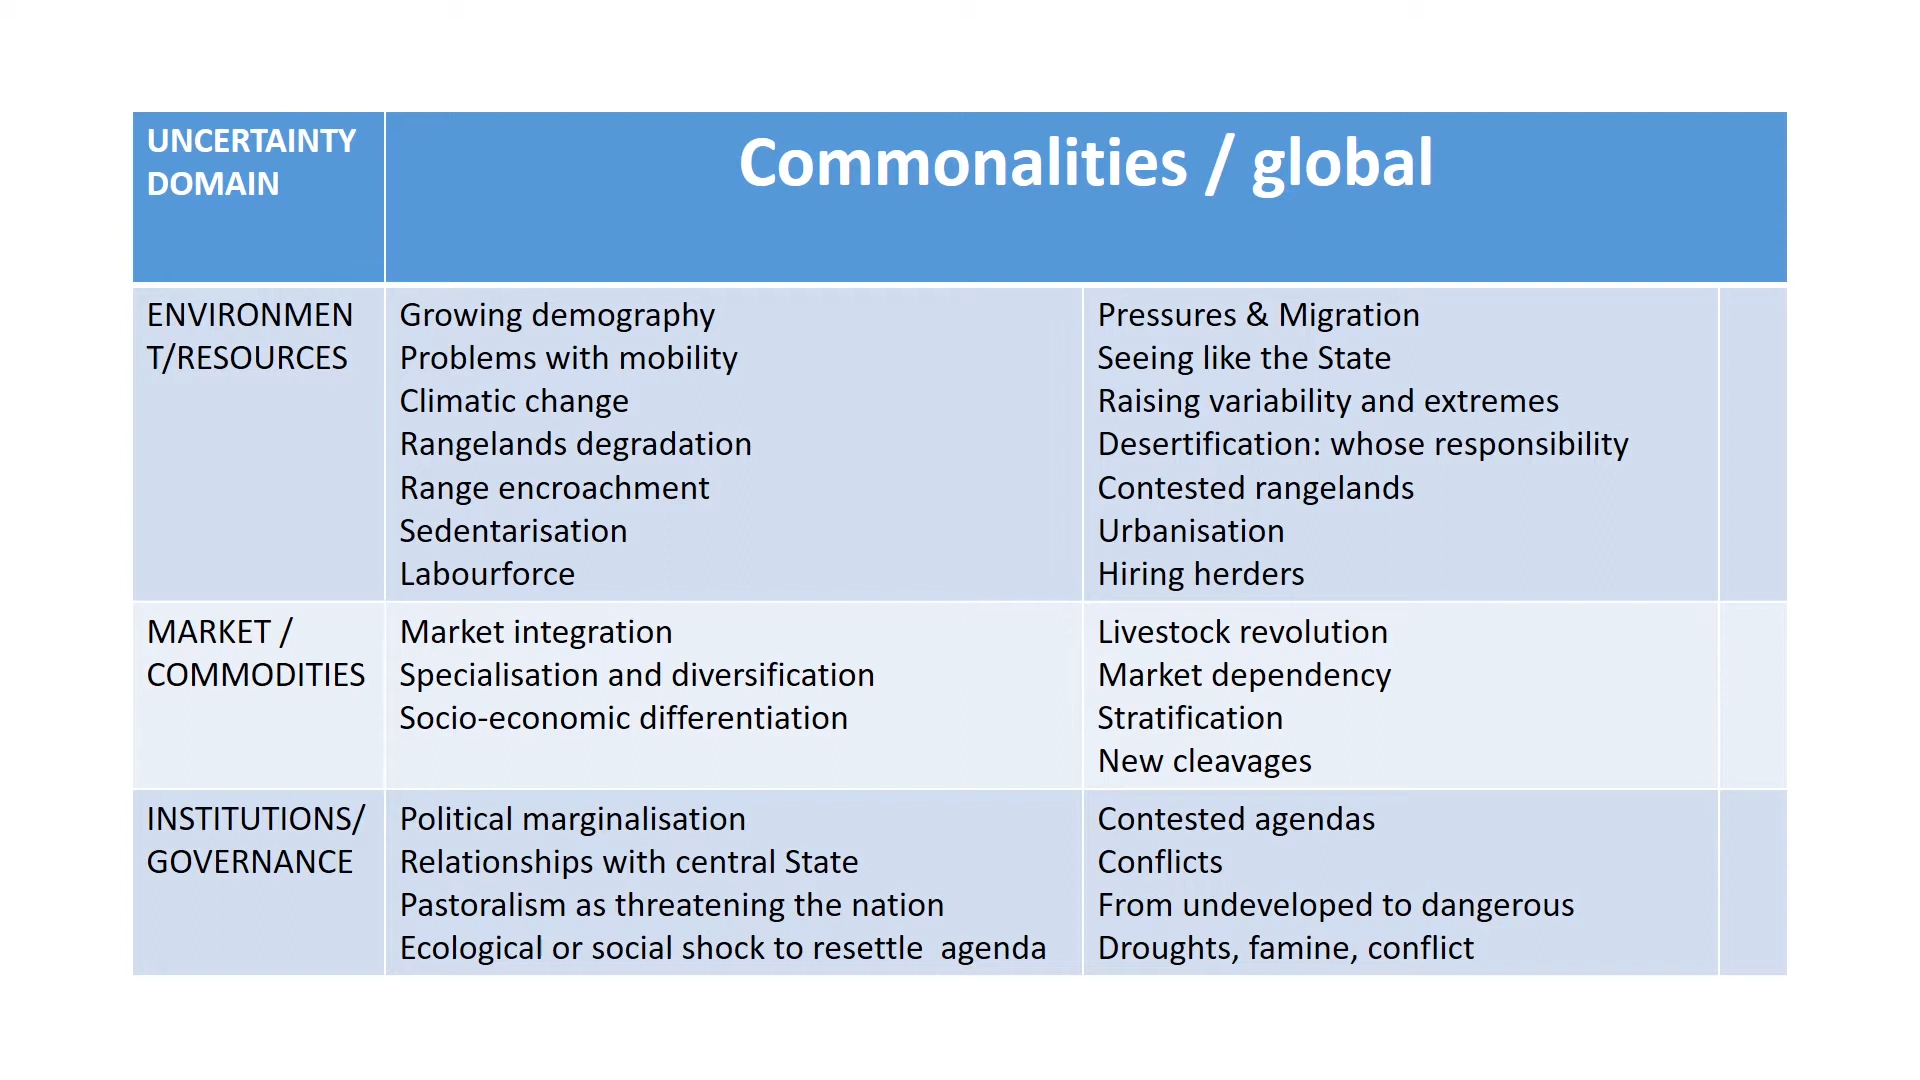 UNCERTAINTY
DOMAIN
Commonalities / global
ENVIRONMEN
T/RESOURCES
Growing demography
Problems with mobility
Climatic change
Rangelands degradation
Range encroachment
Sedentarisation
Labourforce
Pressures & Migration
Seeing like the State
Raising variability and extremes
Desertification: whose responsibility
Contested rangelands
Urbanisation
Hiring herders
MARKET /
COMMODITIES
Market integration
Specialisation and diversification
Socio-economic differentiation
Livestock revolution
Market dependency
Stratification
New cleavages
INSTITUTIONS/
GOVERNANCE
Political marginalisation
Relationships with central State
Pastoralism as threatening the nation
Ecological or social shock to resettle  agenda
Contested agendas
Conflicts
From undeveloped to dangerous
Droughts, famine, conflict